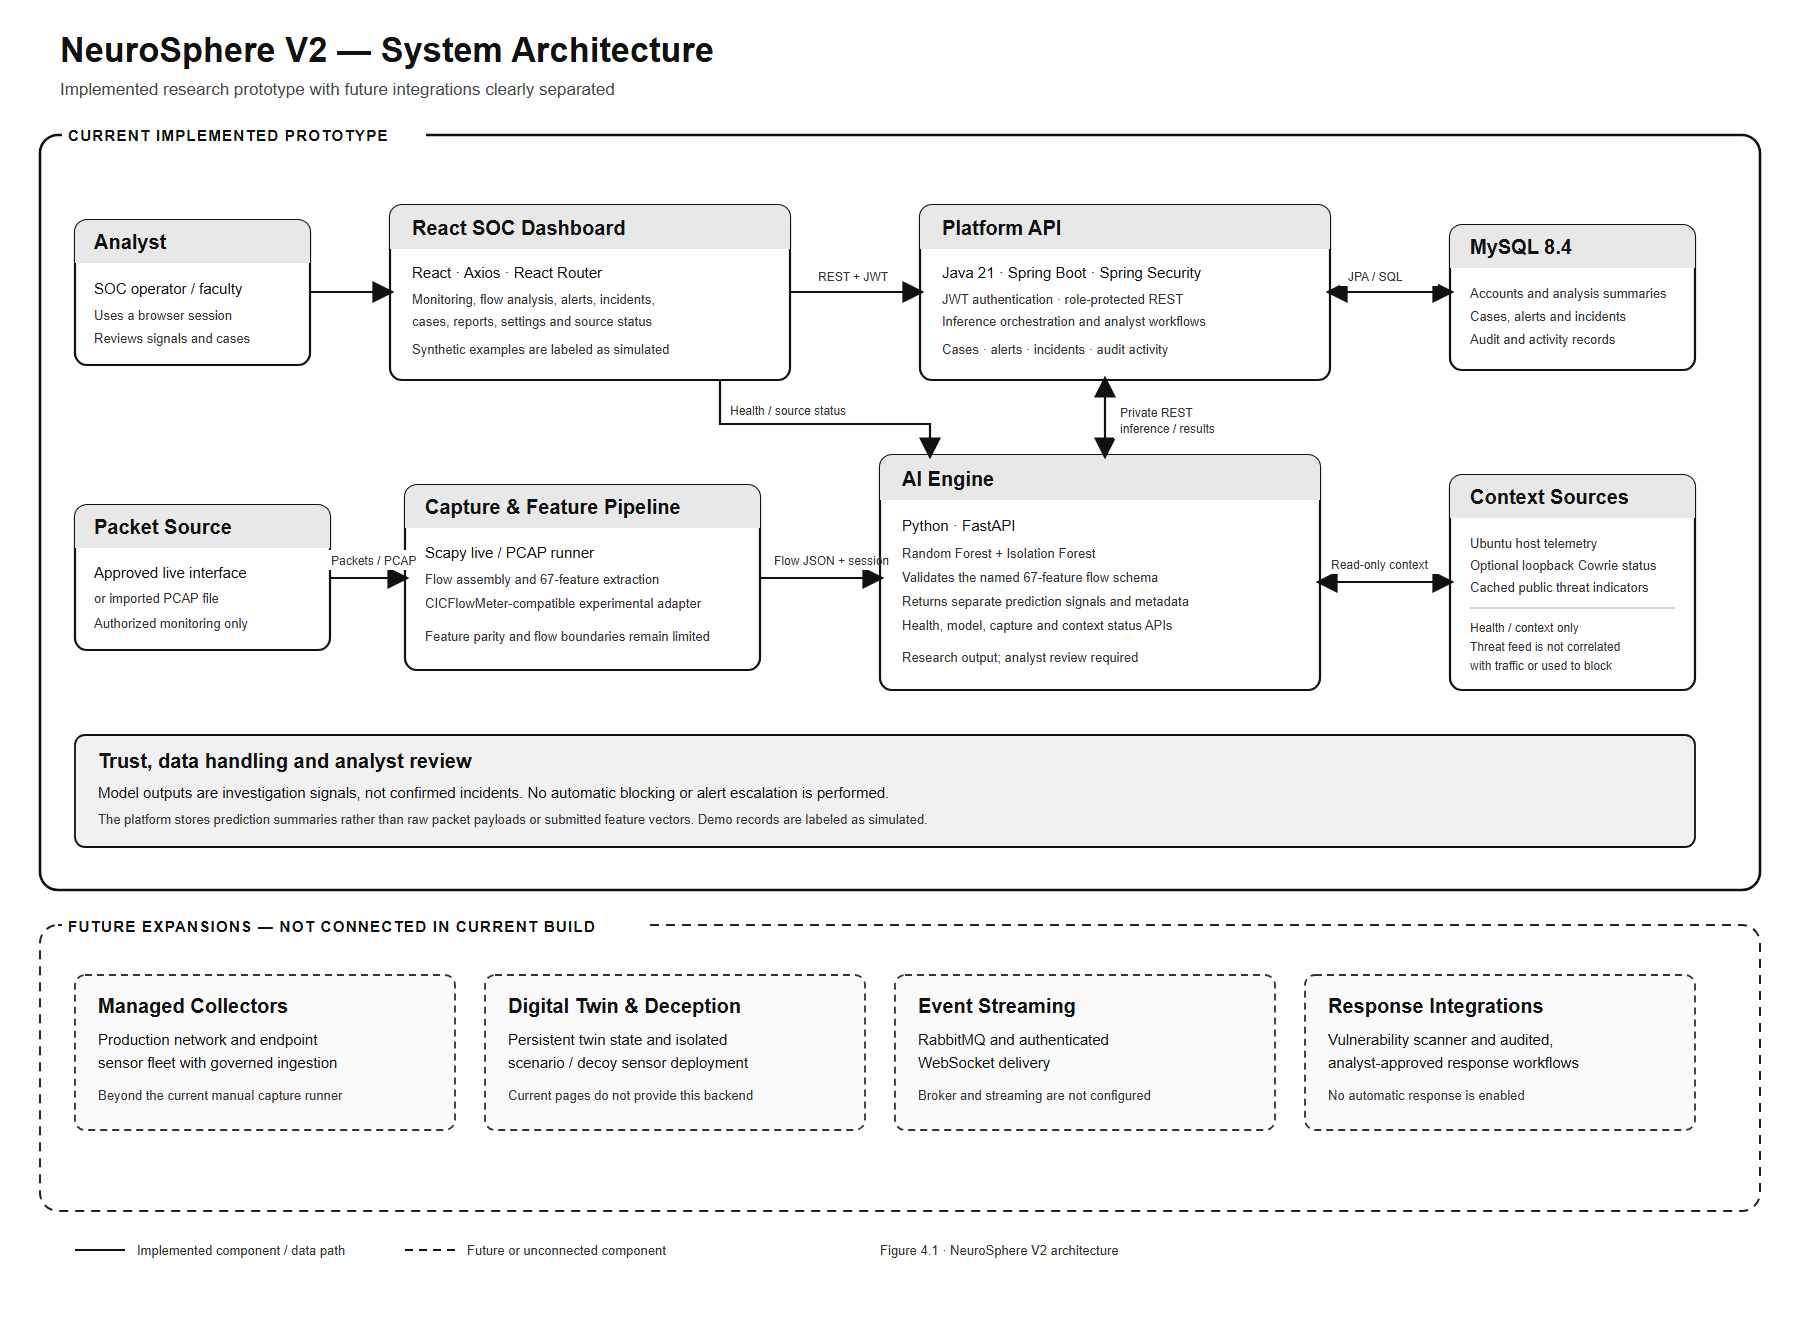 NeuroSphere V2 — System Architecture
Implemented research prototype with future integrations clearly separated
CURRENT IMPLEMENTED PROTOTYPE
Analyst
SOC operator / faculty
Uses a browser session
Reviews signals and cases
React SOC Dashboard
React · Axios · React Router
Monitoring, flow analysis, alerts, incidents,
cases, reports, settings and source status
Synthetic examples are labeled as simulated
REST + JWT
Platform API
Java 21 · Spring Boot · Spring Security
JWT authentication · role-protected REST
Inference orchestration and analyst workflows
Cases · alerts · incidents · audit activity
JPA / SQL
MySQL 8.4
Accounts and analysis summaries
Cases, alerts and incidents
Audit and activity records
Health / source status
Private REST
inference / results
Packet Source
Approved live interface
or imported PCAP file
Authorized monitoring only
Packets / PCAP
Capture & Feature Pipeline
Scapy live / PCAP runner
Flow assembly and 67-feature extraction
CICFlowMeter-compatible experimental adapter
Feature parity and flow boundaries remain limited
Flow JSON + session
AI Engine
Python · FastAPI
Random Forest + Isolation Forest
Validates the named 67-feature flow schema
Returns separate prediction signals and metadata
Health, model, capture and context status APIs
Research output; analyst review required
Read-only context
Context Sources
Ubuntu host telemetry
Optional loopback Cowrie status
Cached public threat indicators
Health / context only
Threat feed is not correlated
with traffic or used to block
Trust, data handling and analyst review
Model outputs are investigation signals, not confirmed incidents. No automatic blocking or alert escalation is performed.
The platform stores prediction summaries rather than raw packet payloads or submitted feature vectors. Demo records are labeled as simulated.
FUTURE EXPANSIONS — NOT CONNECTED IN CURRENT BUILD
Managed Collectors
Production network and endpoint
sensor fleet with governed ingestion
Beyond the current manual capture runner
Digital Twin & Deception
Persistent twin state and isolated
scenario / decoy sensor deployment
Current pages do not provide this backend
Event Streaming
RabbitMQ and authenticated
WebSocket delivery
Broker and streaming are not configured
Response Integrations
Vulnerability scanner and audited,
analyst-approved response workflows
No automatic response is enabled
Implemented component / data path
Future or unconnected component
Figure 4.1 · NeuroSphere V2 architecture